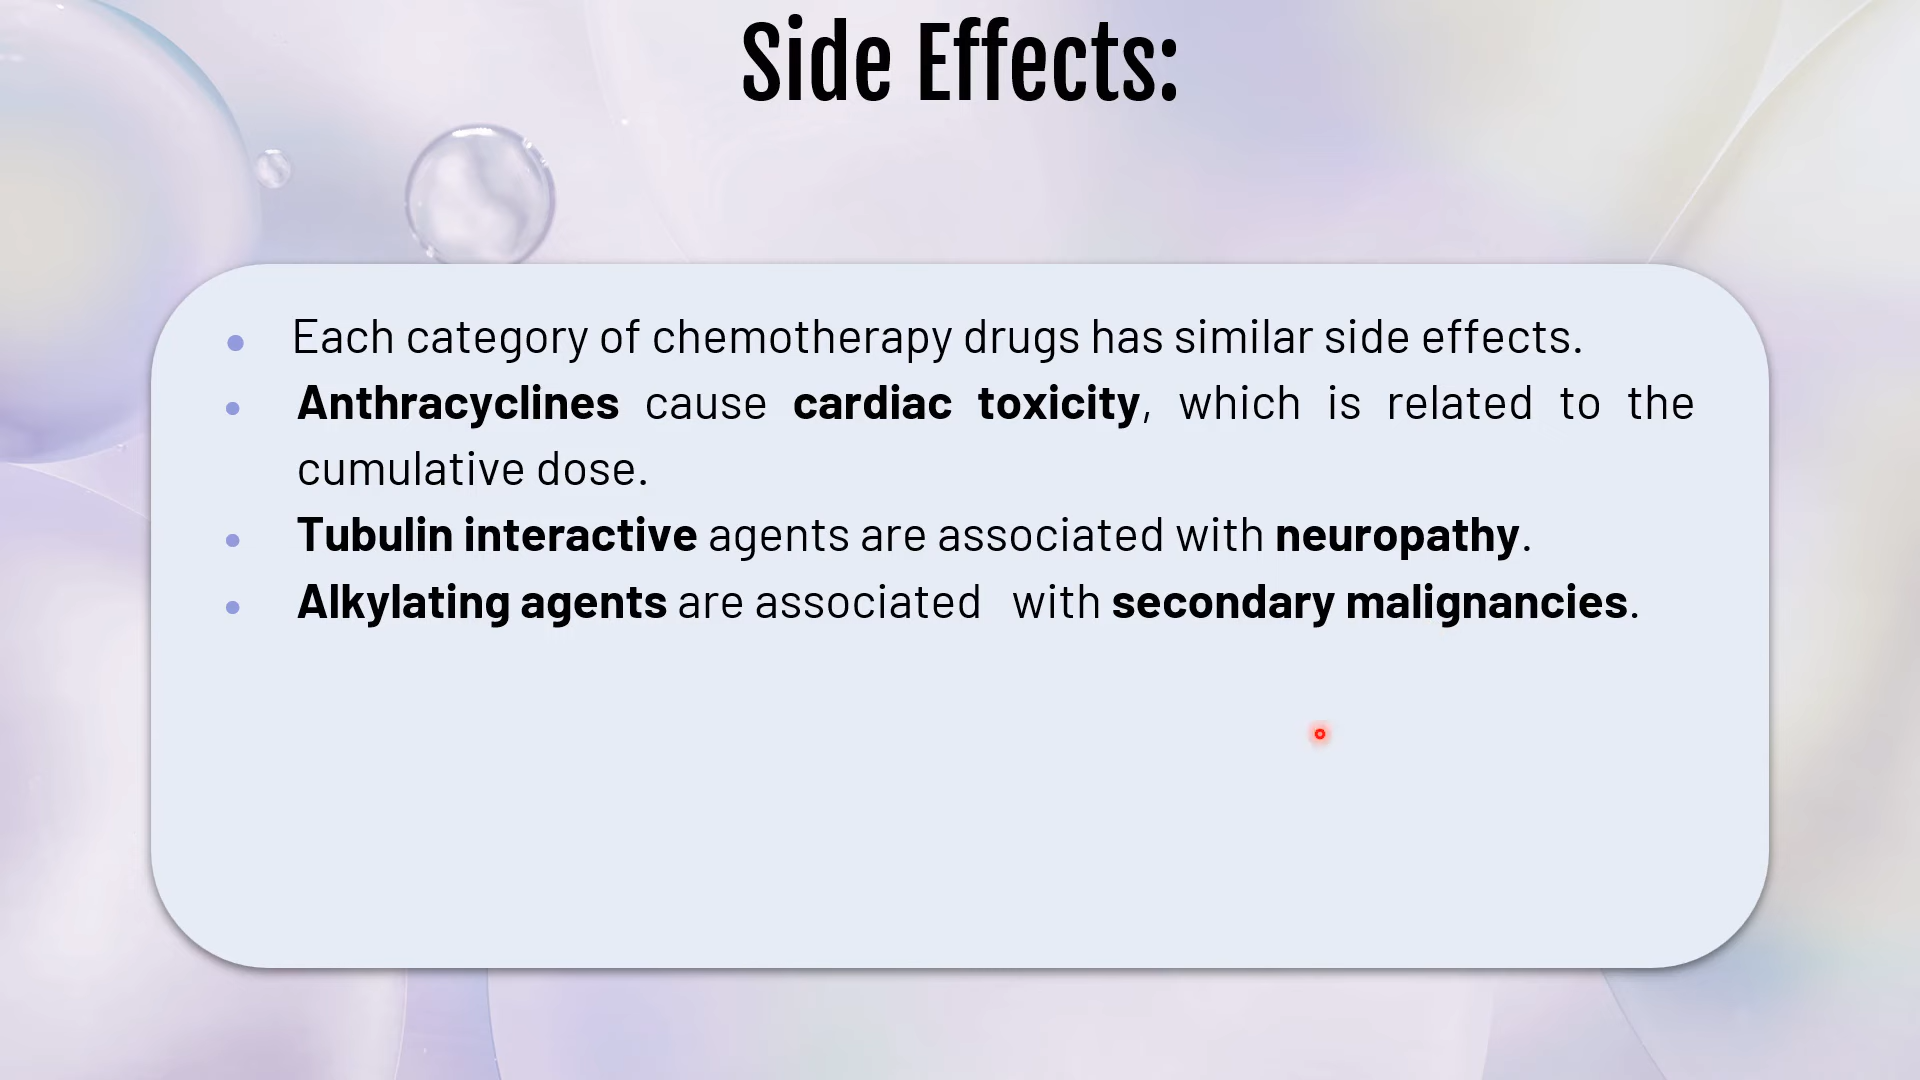 Side Effects:
• Each category of chemotherapy drugs has similar side effects.
• Anthracyclines cause cardiac toxicity, which is related to the
cumulative dose.
• Tubulin interactive agents are associated with neuropathy.
• Alkylating agents are associated with secondary malignancies.